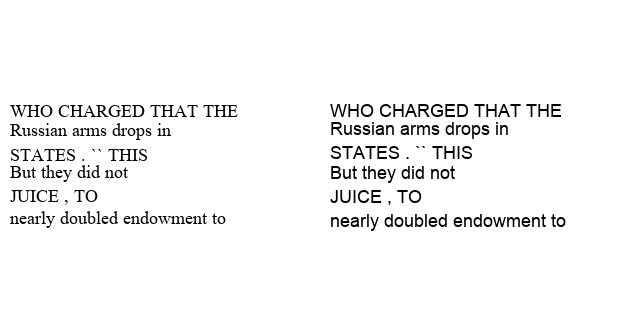 WHO CHARGED THAT THE
Russian arms drops in
STATES . `` THIS
But they did not
JUICE , TO
nearly doubled endowment to
WHO CHARGED THAT THE
Russian arms drops in
STATES . `` THIS
But they did not
JUICE , TO
nearly doubled endowment to